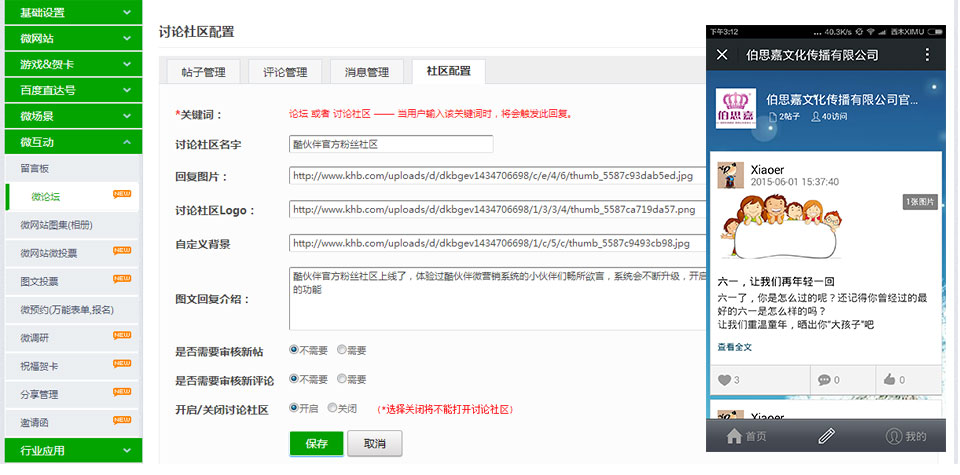 基础设置
微网站
游戏&贺卡
百度直达号
微场景
微互动
留言板
微论坛 NEW
微网站图集(相册)
微网站微投票 NEW
图文投票 NEW
微预约(万能表单,报名)
微调研 NEW
祝福贺卡 NEW
分享管理 NEW
邀请函 NEW
行业应用
讨论社区配置
帖子管理 评论管理 消息管理 社区配置
*关键词： 论坛 或者 讨论社区 —— 当用户输入该关键词时，将会触发此回复。
讨论社区名字 酷伙伴官方粉丝社区
回复图片： http://www.khb.com/uploads/d/dkbgev1434706698/c/e/4/6/thumb_5587c93dab5ed.jpg
讨论社区Logo： http://www.khb.com/uploads/d/dkbgev1434706698/1/3/3/4/thumb_5587ca719da57.png
自定义背景 http://www.khb.com/uploads/d/dkbgev1434706698/1/c/5/c/thumb_5587c9493cb98.jpg
图文回复介绍： 酷伙伴官方粉丝社区上线了，体验过酷伙伴微营销系统的小伙伴们畅所欲言，系统会不断升级，开启
的功能
是否需要审核新帖 不需要 需要
是否需要审核新评论 不需要 需要
开启/关闭讨论社区 开启 关闭 （*选择关闭将不能打开讨论社区）
保存 取消
下午3:12 ... 40.3K/s 西木XIMU
伯思嘉文化传播有限公司
伯思嘉
伯思嘉文化传播有限公司官...
2帖子 40访问
Xiaoer
2015-06-01 15:37:40
1张图片
六一，让我们再年轻一回
六一了，你是怎么过的呢？还记得你曾经过的最
好的六一是怎么样的吗？
让我们重温童年，晒出你"大孩子"吧
查看全文
3 0 0
Xiaoer
首页 我的